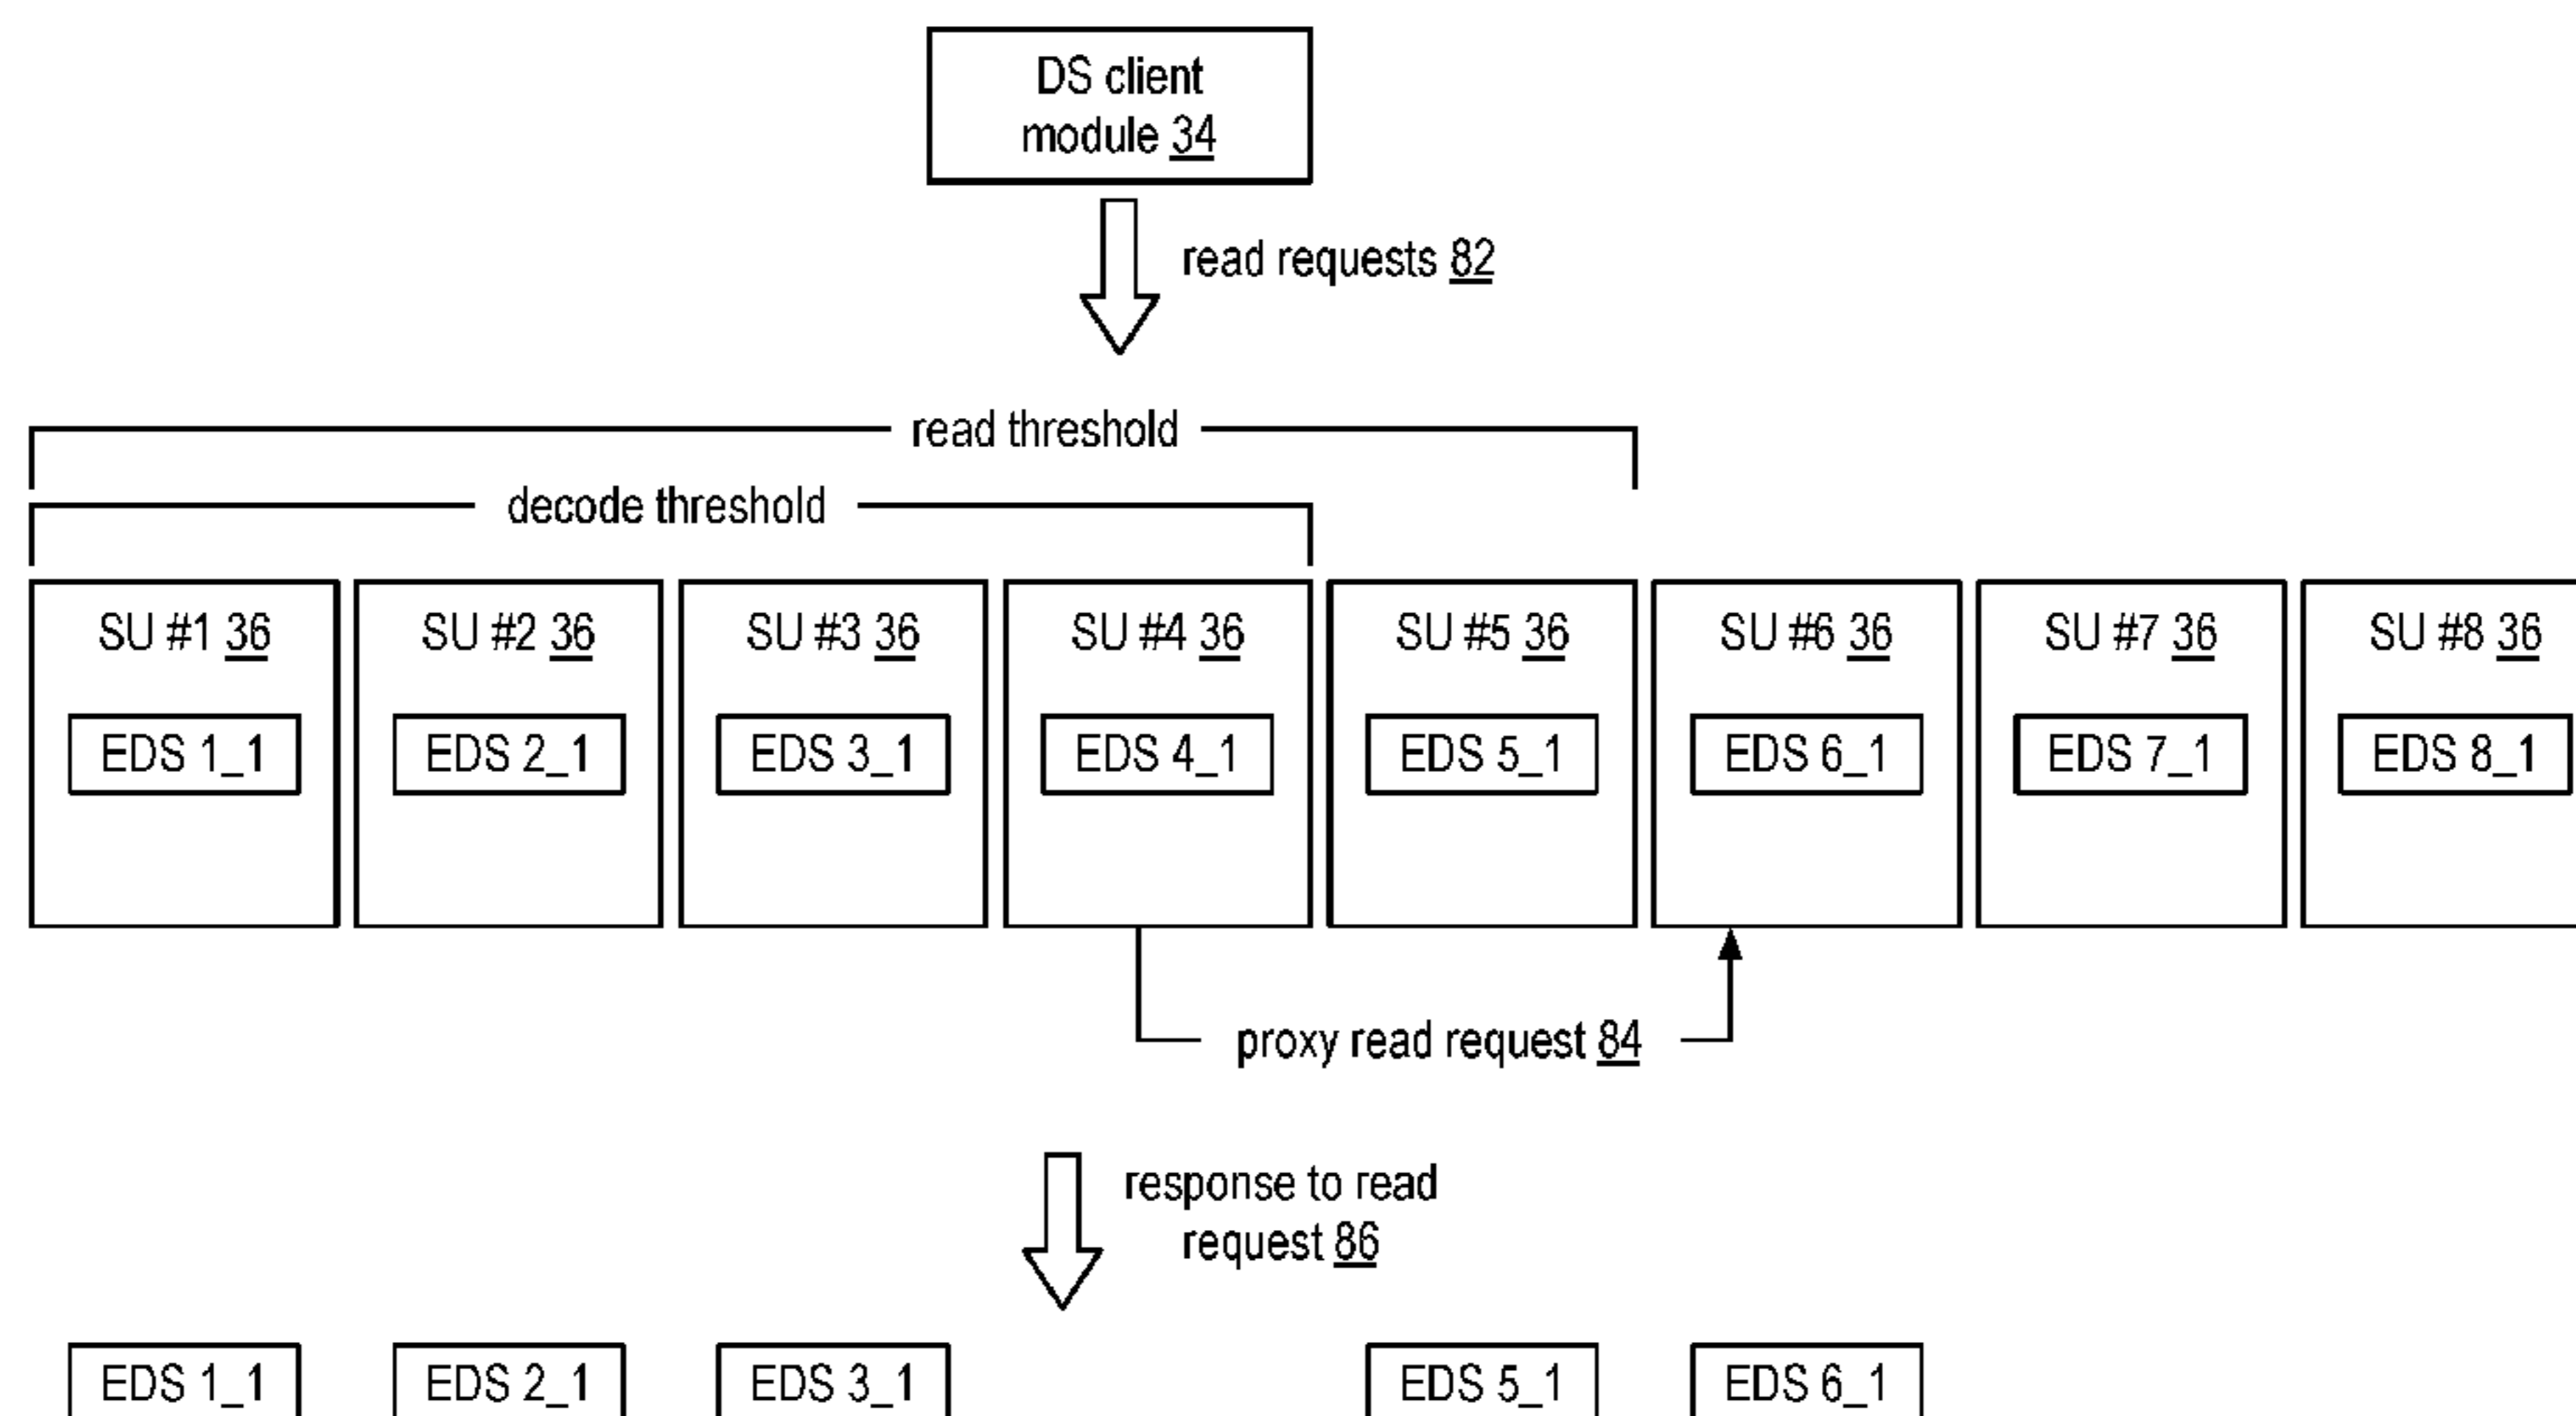 DS client
module 34
read requests 82
read threshold
decode threshold
SU #1 36 SU #2 36 SU #3 36 SU #4 36 SU #5 36 SU #6 36 SU #7 36 SU #8 36
EDS 1_1 EDS 2_1 EDS 3_1 EDS 4_1 EDS 5_1 EDS 6_1 EDS 7_1 EDS 8_1
proxy read request 84
response to read
request 86
EDS 1_1 EDS 2_1 EDS 3_1 EDS 5_1 EDS 6_1